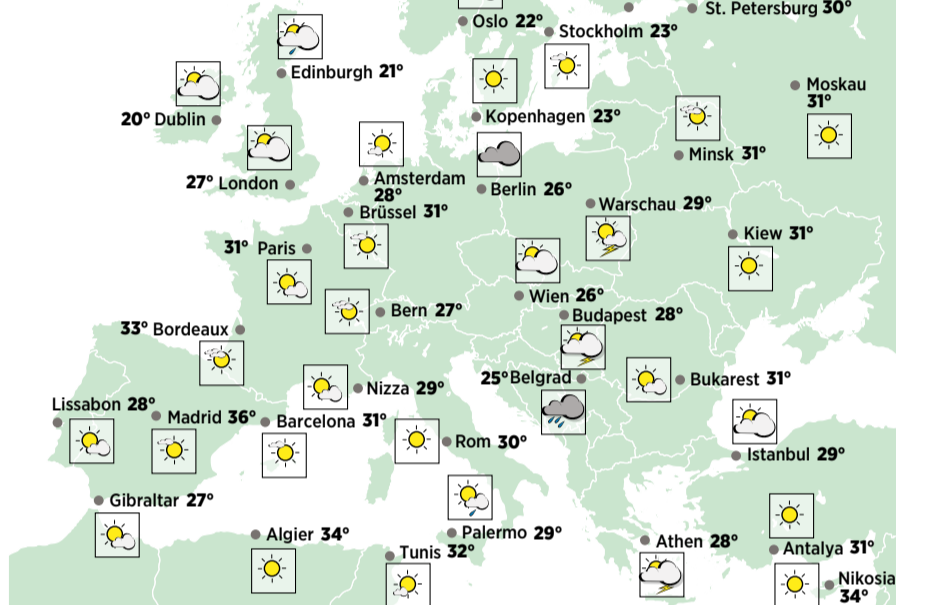 St. Petersburg 30°
Oslo 22°
Stockholm 23°
Edinburgh 21°
Moskau
31°
20° Dublin
Kopenhagen 23°
Minsk 31°
27° London
Amsterdam
28°
Berlin 26°
Brüssel 31°
Warschau 29°
31° Paris
Kiew 31°
Wien 26°
Bern 27°
Budapest 28°
33° Bordeaux
25° Belgrad
Bukarest 31°
Nizza 29°
Lissabon 28°
Madrid 36°
Barcelona 31°
Rom 30°
Istanbul 29°
Gibraltar 27°
Algier 34°
Palermo 29°
Athen 28°
Tunis 32°
Antalya 31°
Nikosia
34°